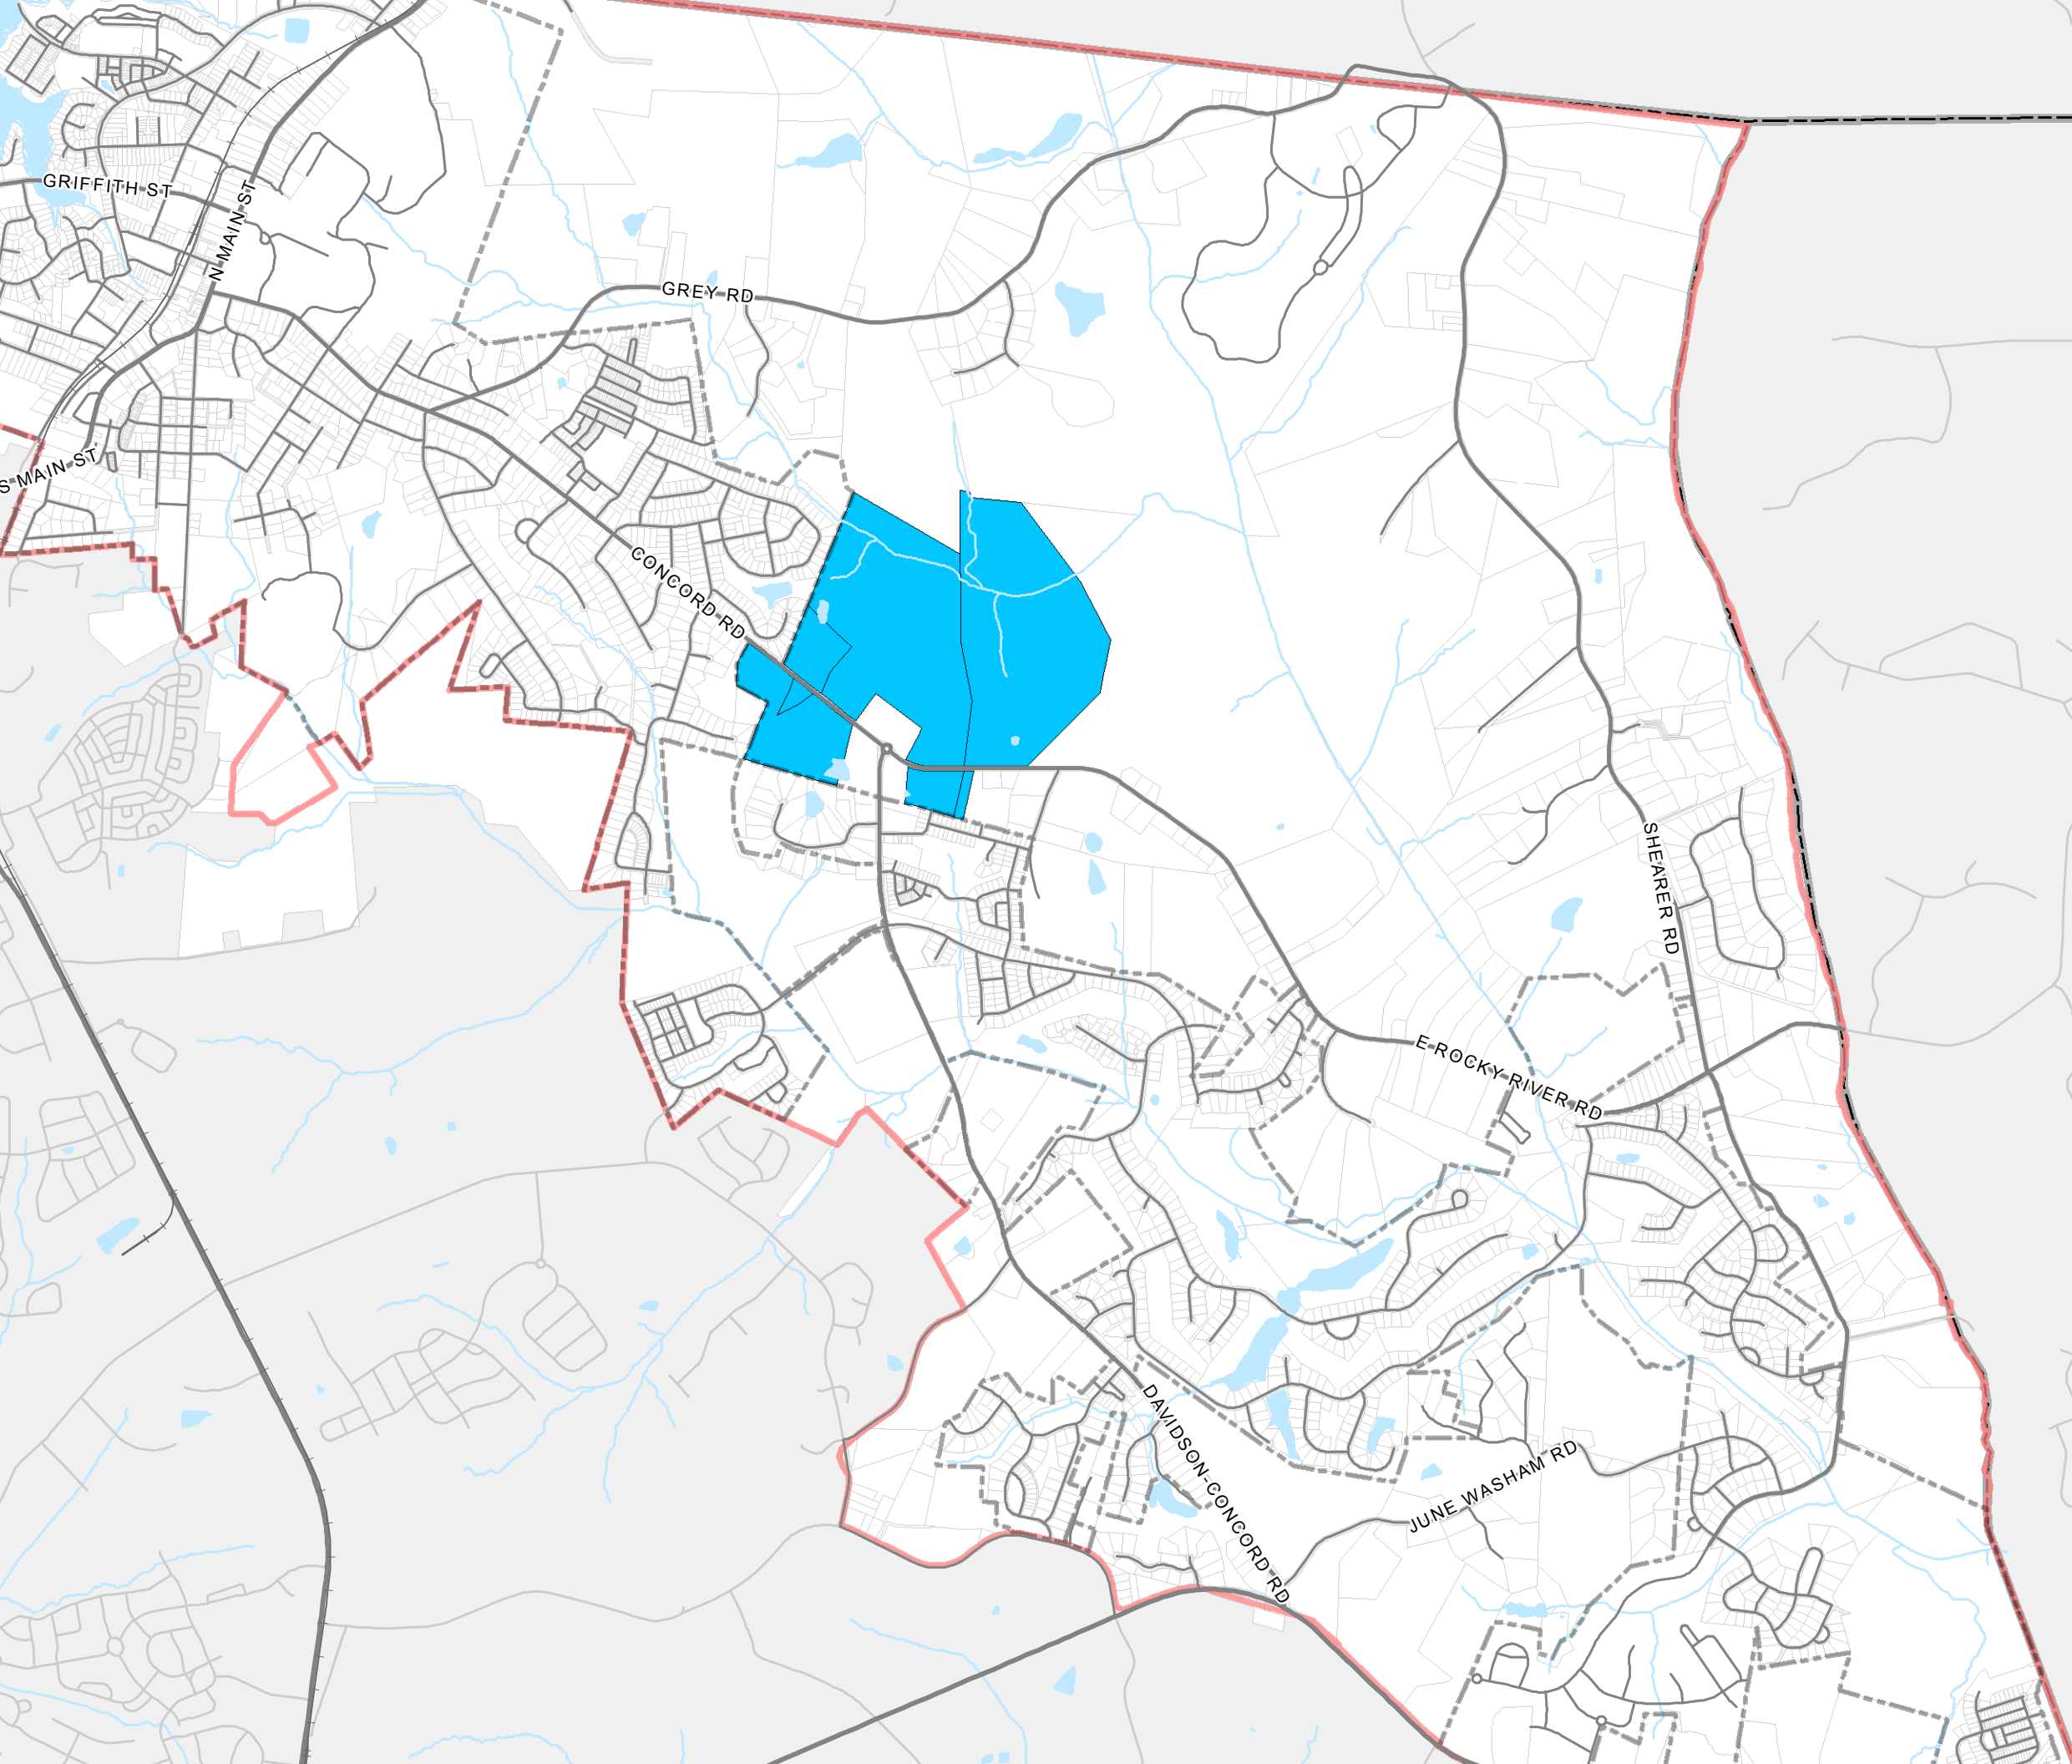 GRIFFITH ST
N MAIN ST
GREY RD
S MAIN ST
CONCORD RD
SHEARER RD
E ROCKY RIVER RD
DAVIDSON-CONCORD RD
JUNE WASHAM RD